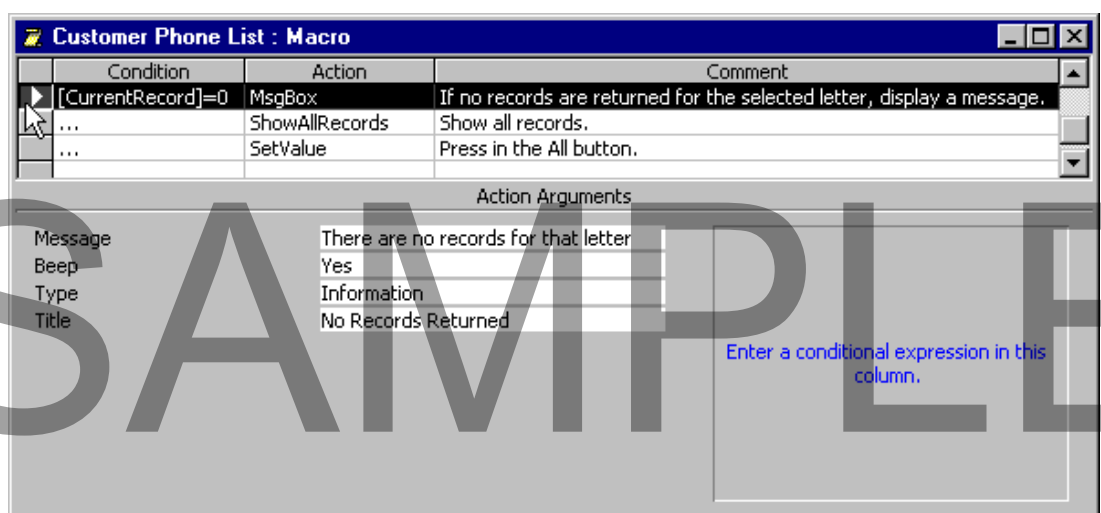 Customer Phone List : Macro
Condition Action Comment
[CurrentRecord]=0 MsgBox If no records are returned for the selected letter, display a message.
... ShowAllRecords Show all records.
... SetValue Press in the All button.
Action Arguments
Message There are no records for that letter
Beep Yes
Type Information
Title No Records Returned
Enter a conditional expression in this
column.
SAMPLE